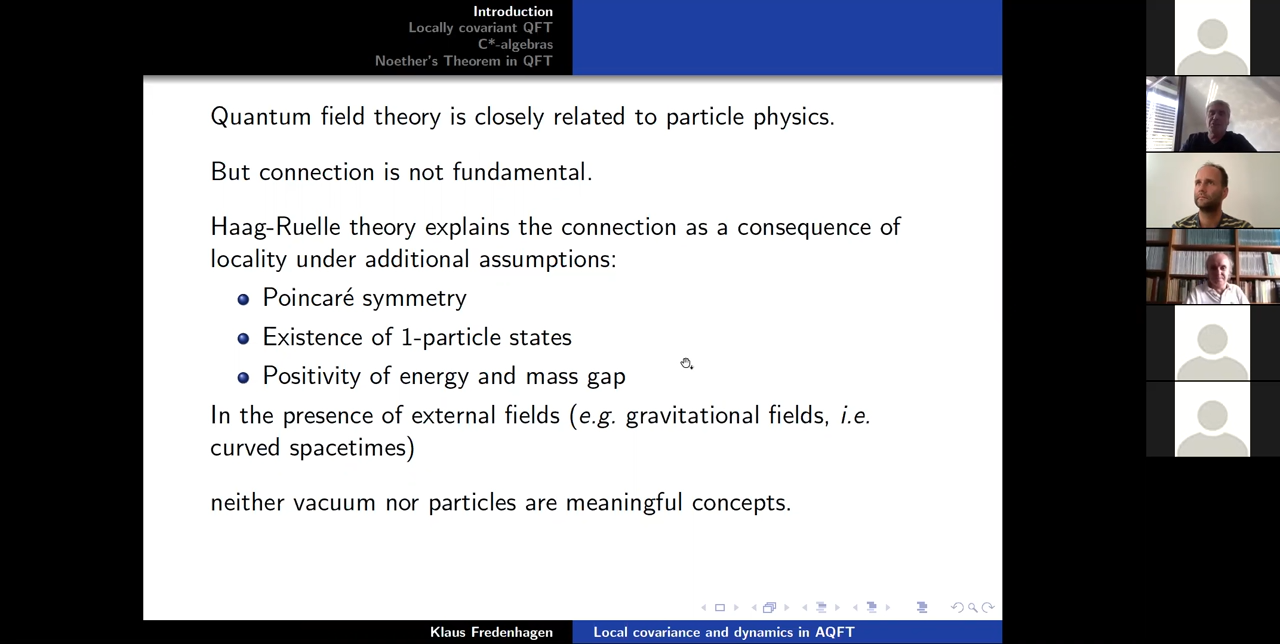 Introduction
Locally covariant QFT
C*-algebras
Noether's Theorem in QFT
Quantum field theory is closely related to particle physics.
But connection is not fundamental.
Haag-Ruelle theory explains the connection as a consequence of
locality under additional assumptions:
Poincaré symmetry
Existence of 1-particle states
Positivity of energy and mass gap
In the presence of external fields (e.g. gravitational fields, i.e.
curved spacetimes)
neither vacuum nor particles are meaningful concepts.
Klaus Fredenhagen
Local covariance and dynamics in AQFT